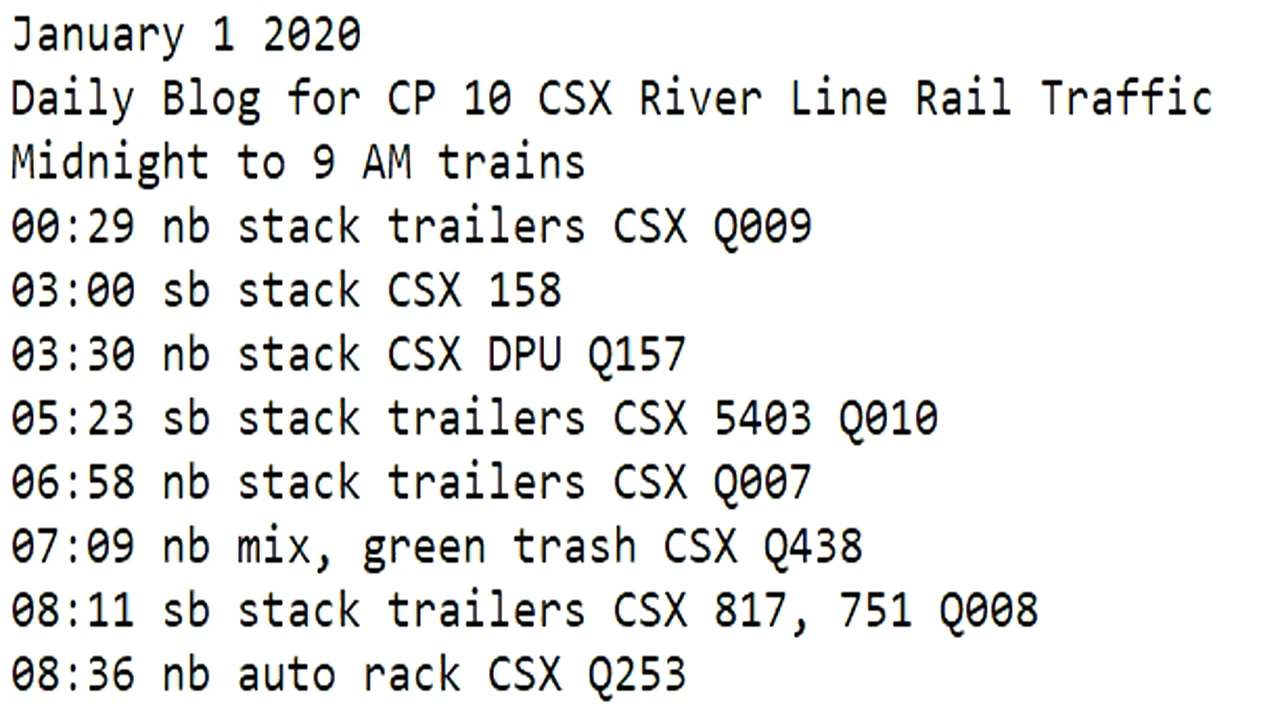 January 1 2020
Daily Blog for CP 10 CSX River Line Rail Traffic
Midnight to 9 AM trains
00:29 nb stack trailers CSX Q009
03:00 sb stack CSX 158
03:30 nb stack CSX DPU Q157
05:23 sb stack trailers CSX 5403 Q010
06:58 nb stack trailers CSX Q007
07:09 nb mix, green trash CSX Q438
08:11 sb stack trailers CSX 817, 751 Q008
08:36 nb auto rack CSX Q253